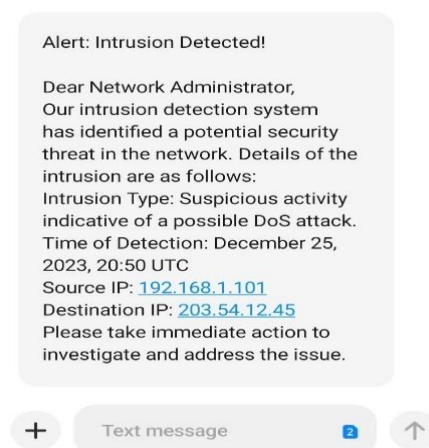 Alert: Intrusion Detected!
Dear Network Administrator,
Our intrusion detection system
has identified a potential security
threat in the network. Details of the
intrusion are as follows:
Intrusion Type: Suspicious activity
indicative of a possible DoS attack.
Time of Detection: December 25,
2023, 20:50 UTC
Source IP: 192.168.1.101
Destination IP: 203.54.12.45
Please take immediate action to
investigate and address the issue.
Text message
2